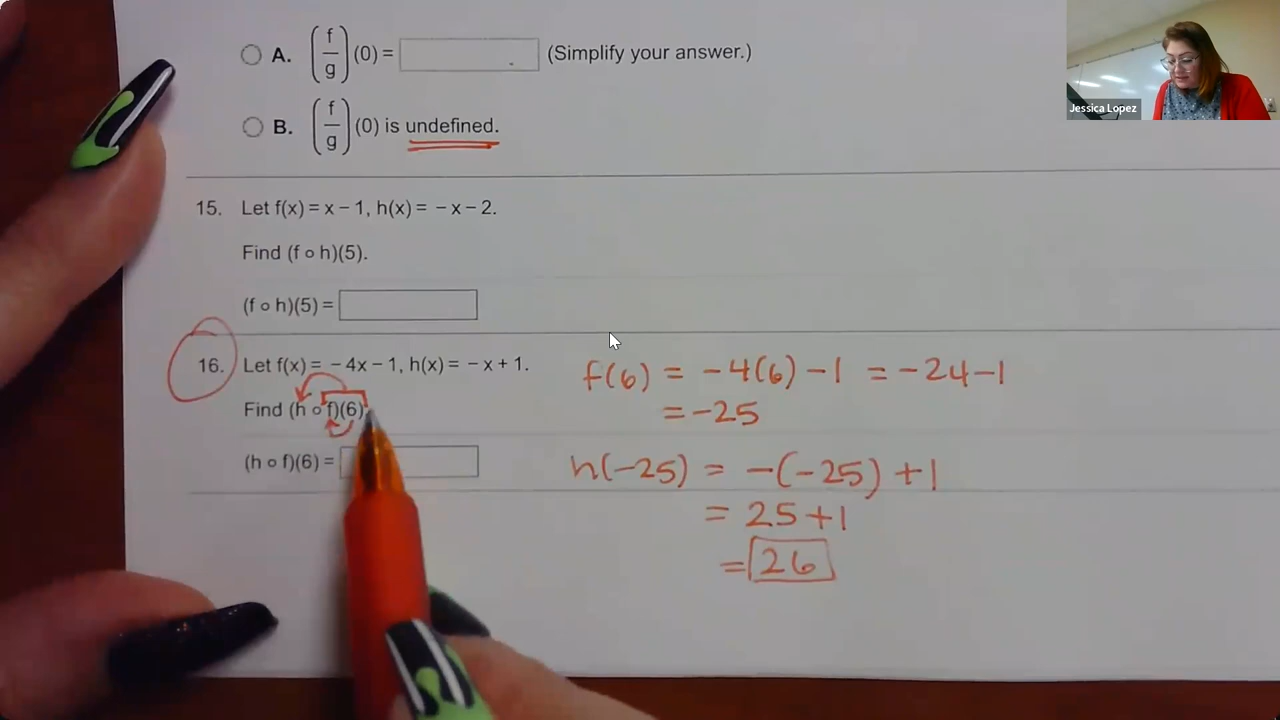 A. (f/g)(0) = (Simplify your answer.)
B. (f/g)(0) is undefined.
Jessica Lopez
15. Let f(x) = x − 1, h(x) = − x − 2.
Find (f ∘ h)(5).
(f ∘ h)(5) =
16. Let f(x) = − 4x − 1, h(x) = − x + 1.
Find (h ∘ f)(6)
(h ∘ f)(6) =
f(6) = -4(6) - 1 = -24 - 1
= -25
h(-25) = -(-25) + 1
= 25 + 1
= 26